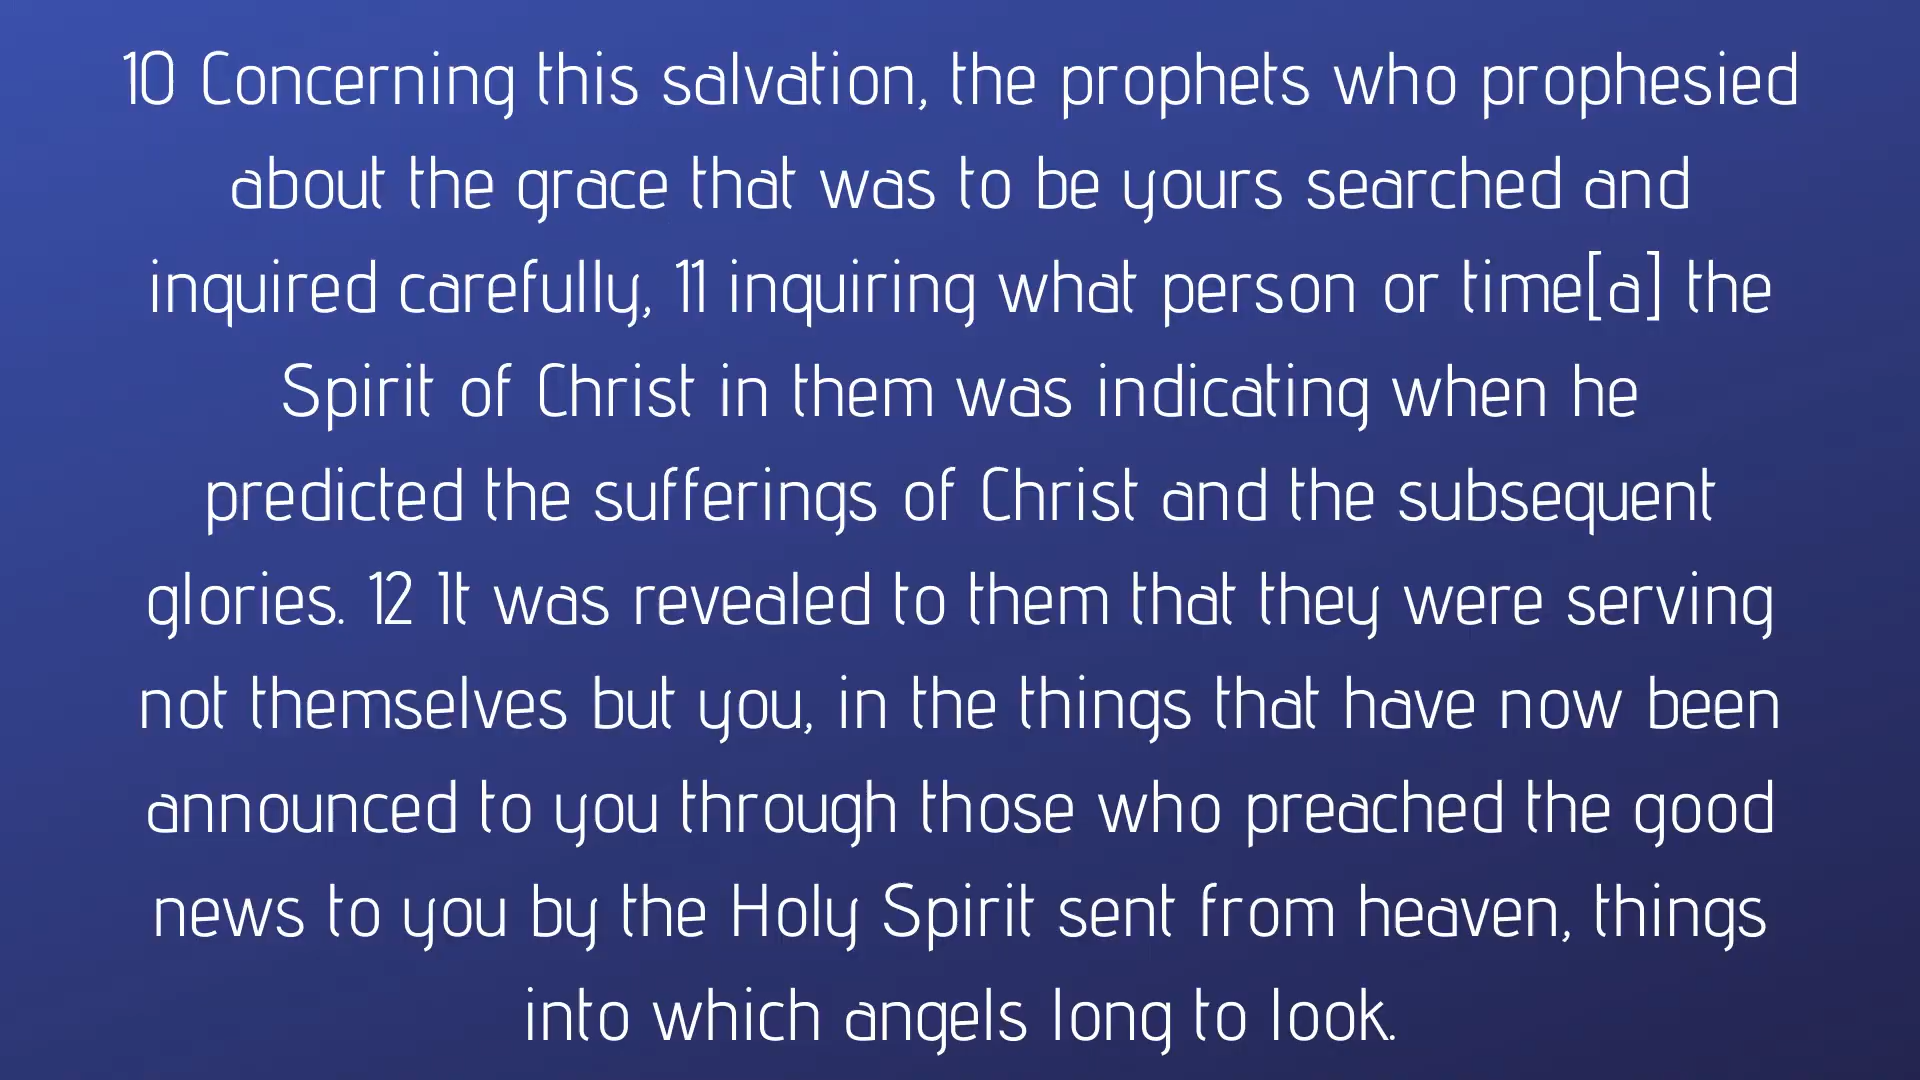 10 Concerning this salvation, the prophets who prophesied
about the grace that was to be yours searched and
inquired carefully, 11 inquiring what person or time[a] the
Spirit of Christ in them was indicating when he
predicted the sufferings of Christ and the subsequent
glories. 12 It was revealed to them that they were serving
not themselves but you, in the things that have now been
announced to you through those who preached the good
news to you by the Holy Spirit sent from heaven, things
into which angels long to look.